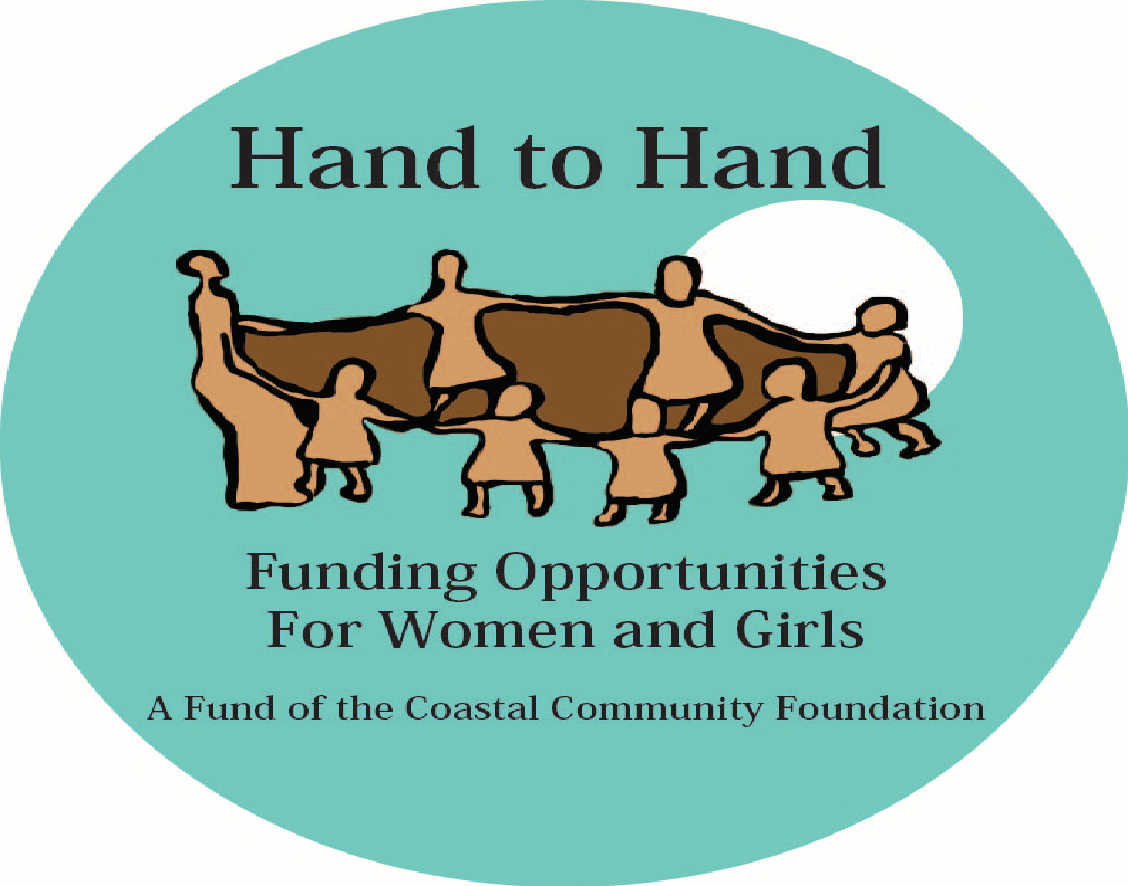 Hand to Hand
Funding Opportunities
For Women and Girls
A Fund of the Coastal Community Foundation